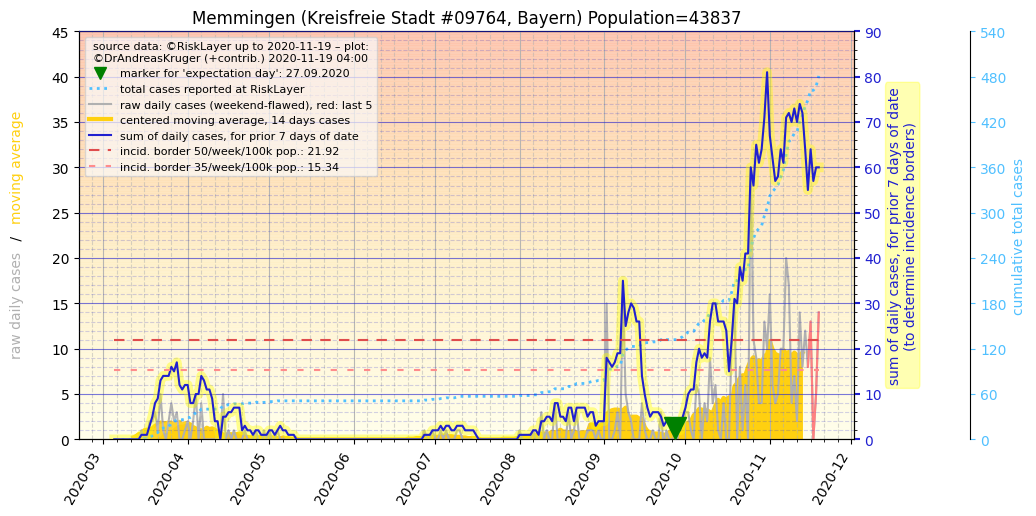 Memmingen (Kreisfreie Stadt #09764, Bayern) Population=43837
source data: ©RiskLayer up to 2020-11-19 – plot:
©DrAndreasKruger (+contrib.) 2020-11-19 04:00
marker for 'expectation day': 27.09.2020
total cases reported at RiskLayer
raw daily cases (weekend-flawed), red: last 5
centered moving average, 14 days cases
sum of daily cases, for prior 7 days of date
incid. border 50/week/100k pop.: 21.92
incid. border 35/week/100k pop.: 15.34
raw daily cases / moving average
45
40
35
30
25
20
15
10
5
0
2020-03
2020-04
2020-05
2020-06
2020-07
2020-08
2020-09
2020-10
2020-11
2020-12
90
80
70
60
50
40
30
20
10
0
sum of daily cases, for prior 7 days of date
(to determine incidence borders)
540
480
420
360
300
240
180
120
60
0
cumulative total cases